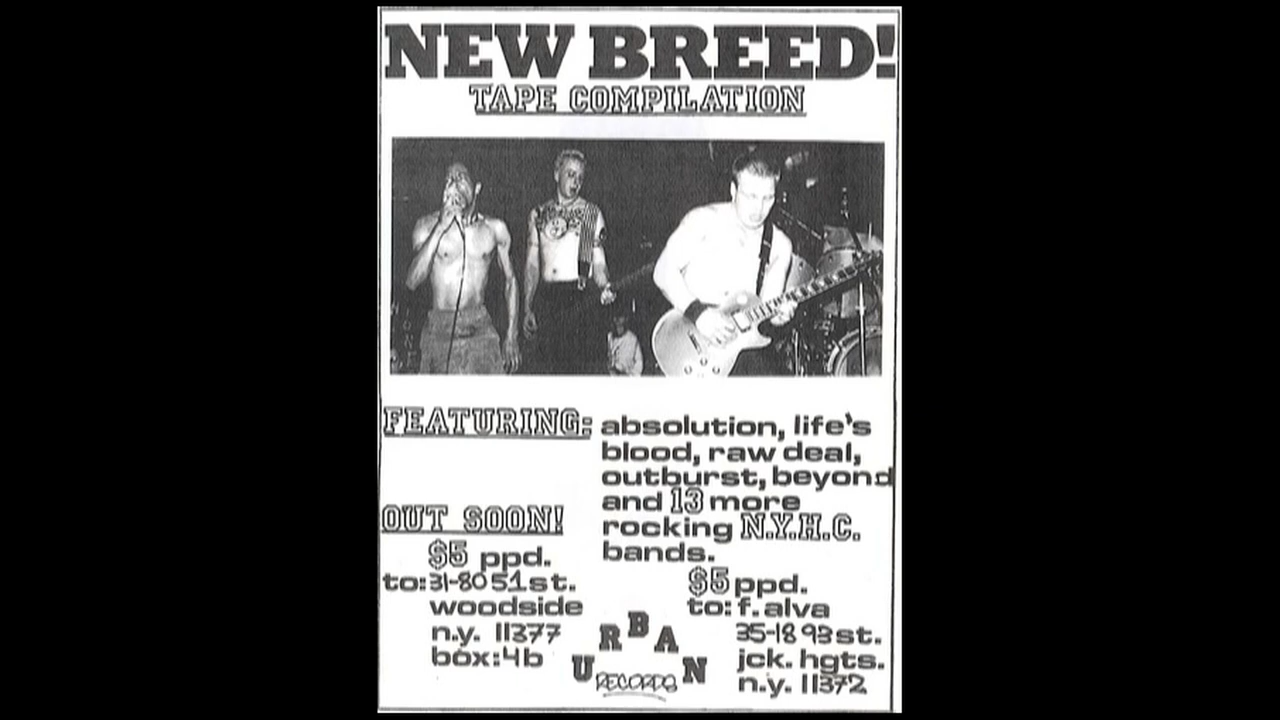 NEW BREED!
TAPE COMPILATION
FEATURING: absolution, life's
blood, raw deal,
outburst, beyond
and 13 more
rocking N.Y.H.C.
bands.
OUT SOON!
$5 ppd.
to: 31-80 51st.
woodside
n.y. 11377
box: 4b
URBAN
RECORDS
$5 ppd.
to: f. alva
35-18 93st.
jck. hgts.
n.y. 11372